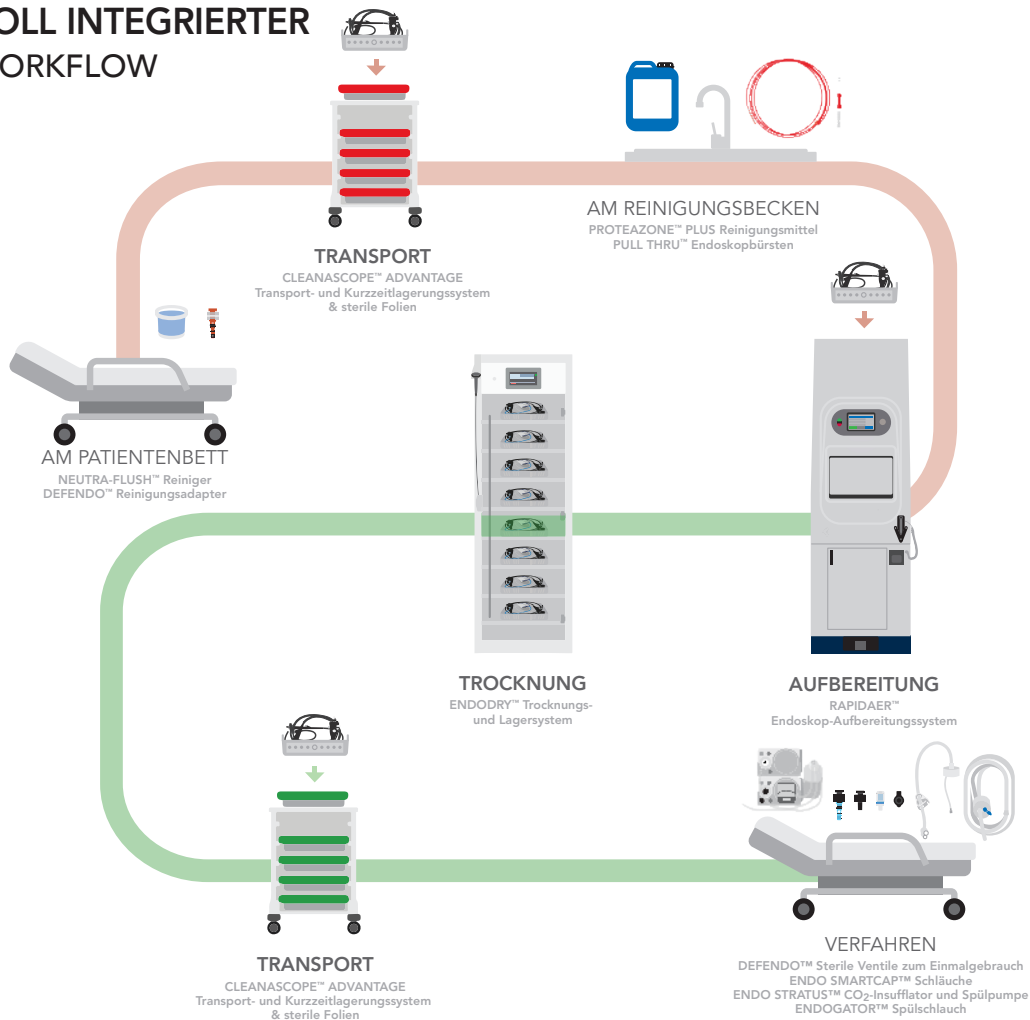 OLL INTEGRIERTER
ORKFLOW
TRANSPORT
CLEANASCOPE™ ADVANTAGE
Transport- und Kurzzeitlagerungssystem
& sterile Folien
AM REINIGUNGSBECKEN
PROTEAZONE™ PLUS Reinigungsmittel
PULL THRU™ Endoskopbürsten
AM PATIENTENBETT
NEUTRA-FLUSH™ Reiniger
DEFENDO™ Reinigungsadapter
TROCKNUNG
ENDODRY™ Trocknungs-
und Lagersystem
AUFBEREITUNG
RAPIDAER™
Endoskop-Aufbereitungssystem
TRANSPORT
CLEANASCOPE™ ADVANTAGE
Transport- und Kurzzeitlagerungssystem
& sterile Folien
VERFAHREN
DEFENDO™ Sterile Ventile zum Einmalgebrauch
ENDO SMARTCAP™ Schläuche
ENDO STRATUS™ CO₂-Insufflator und Spülpumpe
ENDOGATOR™ Spülschlauch